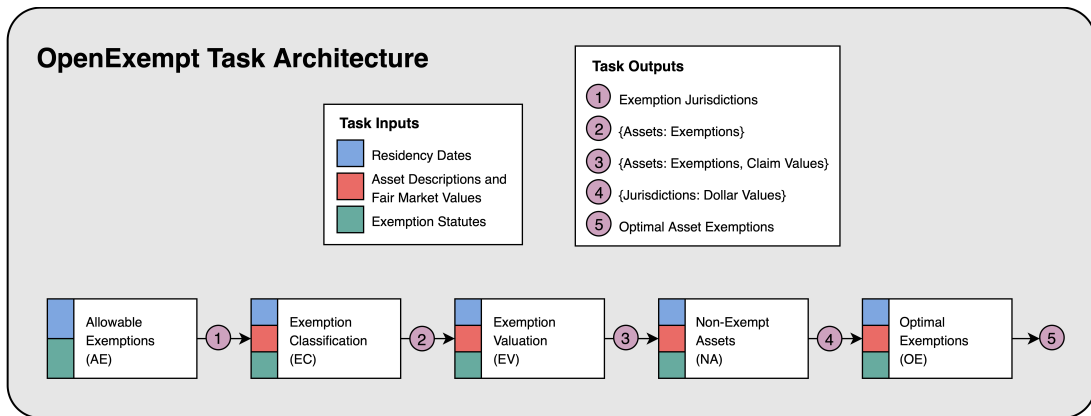 OpenExempt Task Architecture
Task Inputs
Residency Dates
Asset Descriptions and
Fair Market Values
Exemption Statutes
Task Outputs
1 Exemption Jurisdictions
2 {Assets: Exemptions}
3 {Assets: Exemptions, Claim Values}
4 {Jurisdictions: Dollar Values}
5 Optimal Asset Exemptions
Allowable
Exemptions
(AE)
1
Exemption
Classification
(EC)
2
Exemption
Valuation
(EV)
3
Non-Exempt
Assets
(NA)
4
Optimal
Exemptions
(OE)
5